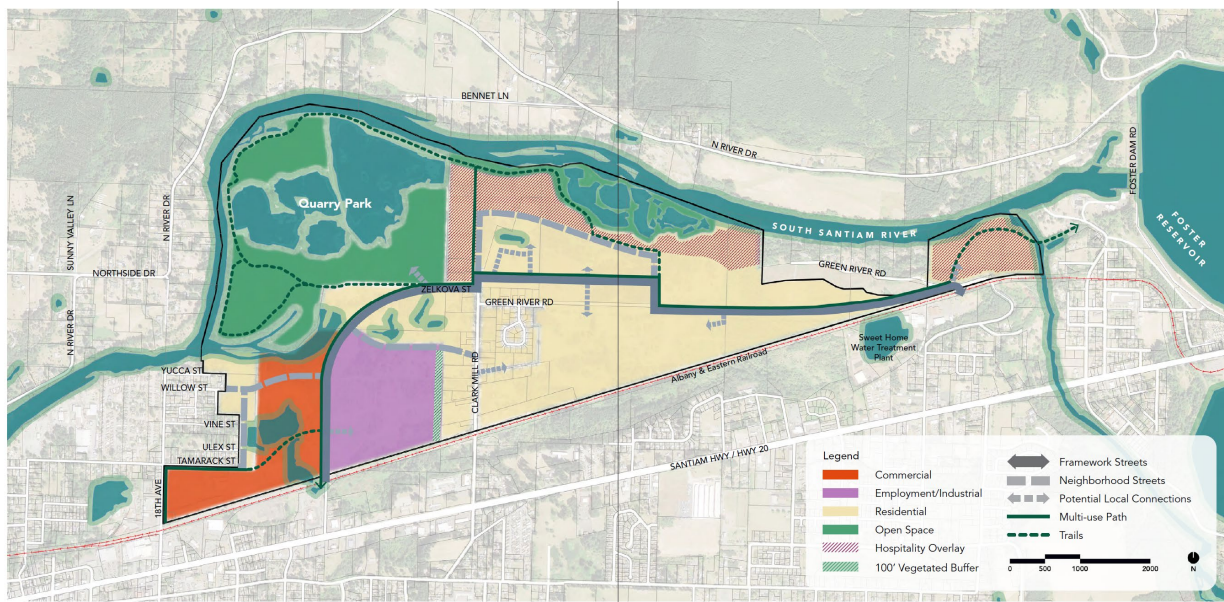 BENNET LN
N RIVER DR
FOSTER DAM RD
SUNNY VALLEY LN
N RIVER DR
Quarry Park
FOSTER
RESERVOIR
SOUTH SANTIAM RIVER
NORTHSIDE DR
GREEN RIVER RD
ZELKOVA ST
GREEN RIVER RD
N RIVER DR
Sweet Home
Water Treatment
Plant
Albany & Eastern Railroad
YUCCA ST
WILLOW ST
CLARK MILL RD
VINE ST
ULEX ST
TAMARACK ST
SANTIAM HWY / HWY 20
18TH AVE
Legend
Commercial
Employment/Industrial
Residential
Open Space
Hospitality Overlay
100' Vegetated Buffer
Framework Streets
Neighborhood Streets
Potential Local Connections
Multi-use Path
Trails
0 500 1000 2000
N